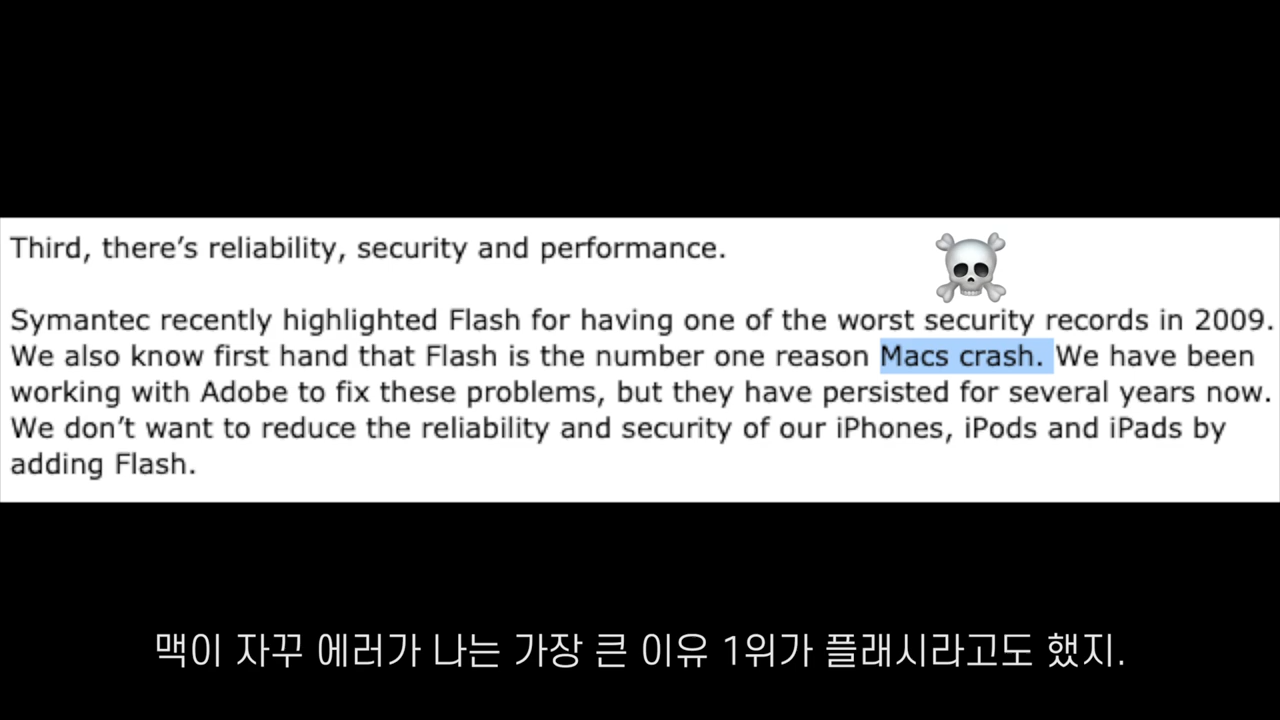 Third, there’s reliability, security and performance.
Symantec recently highlighted Flash for having one of the worst security records in 2009.
We also know first hand that Flash is the number one reason Macs crash. We have been
working with Adobe to fix these problems, but they have persisted for several years now.
We don’t want to reduce the reliability and security of our iPhones, iPods and iPads by
adding Flash.
맥이 자꾸 에러가 나는 가장 큰 이유 1위가 플래시라고도 했지.